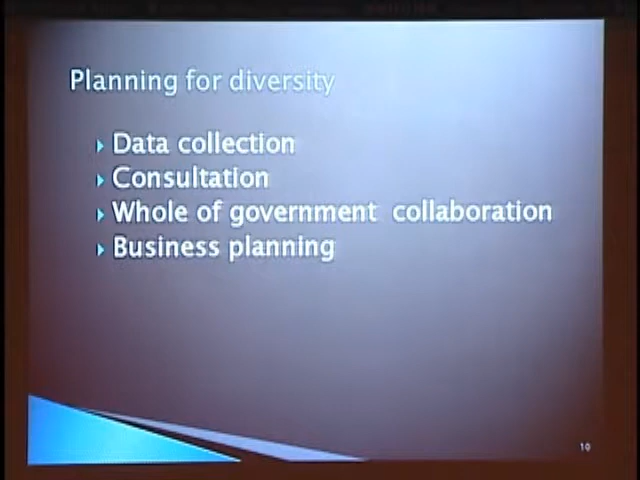 Planning for diversity
Data collection
Consultation
Whole of government collaboration
Business planning
10